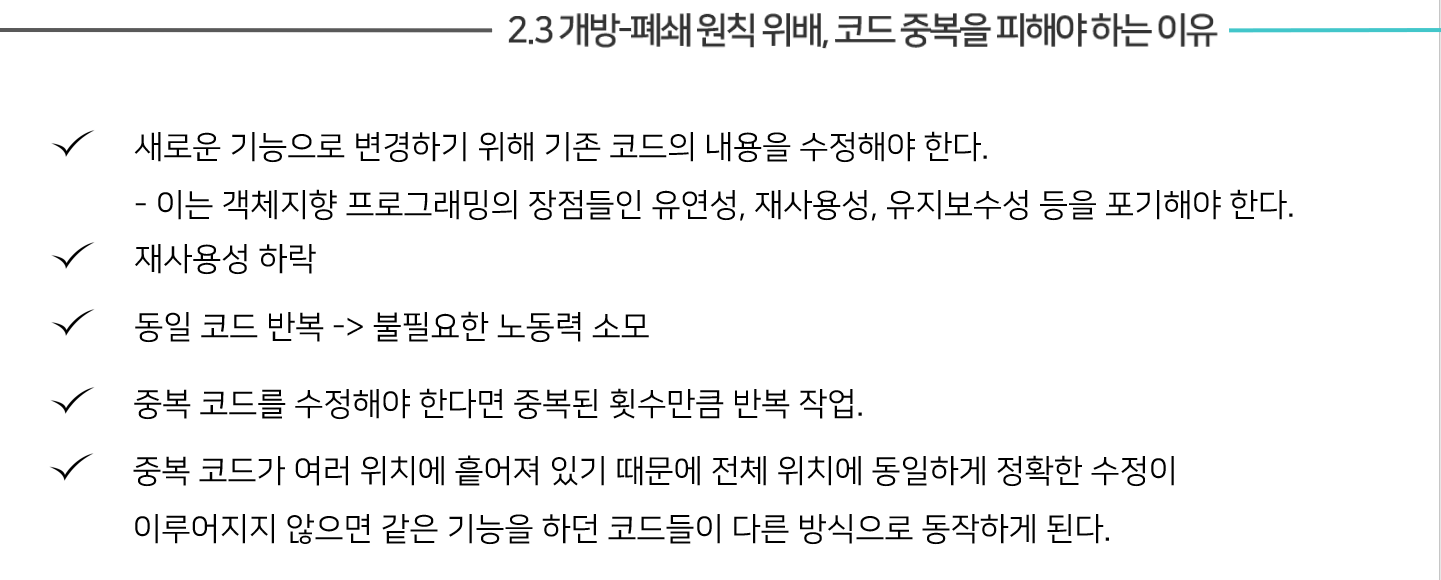 2.3 개방-폐쇄 원칙 위배, 코드 중복을 피해야 하는 이유
새로운 기능으로 변경하기 위해 기존 코드의 내용을 수정해야 한다.
- 이는 객체지향 프로그래밍의 장점들인 유연성, 재사용성, 유지보수성 등을 포기해야 한다.
재사용성 하락
동일 코드 반복 -> 불필요한 노동력 소모
중복 코드를 수정해야 한다면 중복된 횟수만큼 반복 작업.
중복 코드가 여러 위치에 흩어져 있기 때문에 전체 위치에 동일하게 정확한 수정이
이루어지지 않으면 같은 기능을 하던 코드들이 다른 방식으로 동작하게 된다.